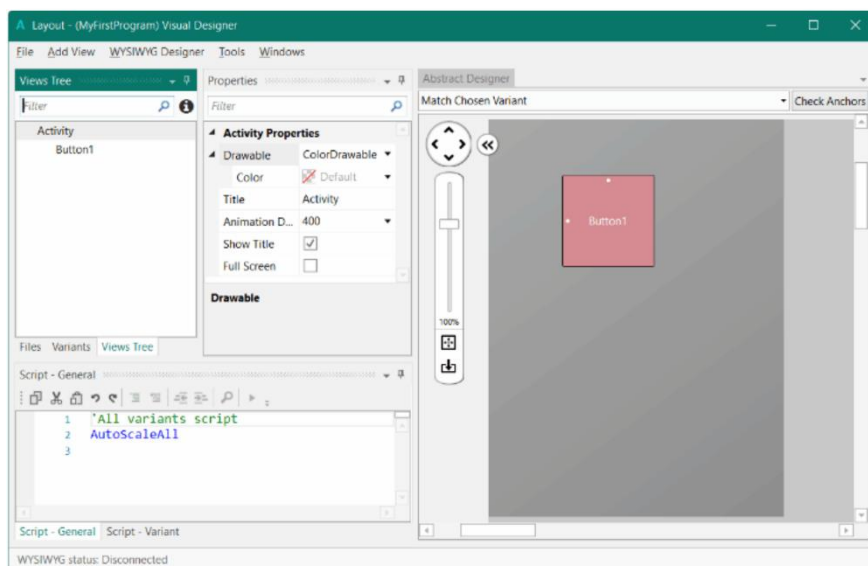 A Layout - (MyFirstProgram) Visual Designer
File Add View WYSIWYG Designer Tools Windows
Views Tree
Filter
Activity
Button1
Files Variants Views Tree
Properties
Filter
Activity Properties
Drawable ColorDrawable
Color Default
Title Activity
Animation D... 400
Show Title
Full Screen
Drawable
Abstract Designer
Match Chosen Variant Check Anchors
100%
Button1
Script - General
1 'All variants script
2 AutoScaleAll
3
Script - General Script - Variant
WYSIWYG status: Disconnected